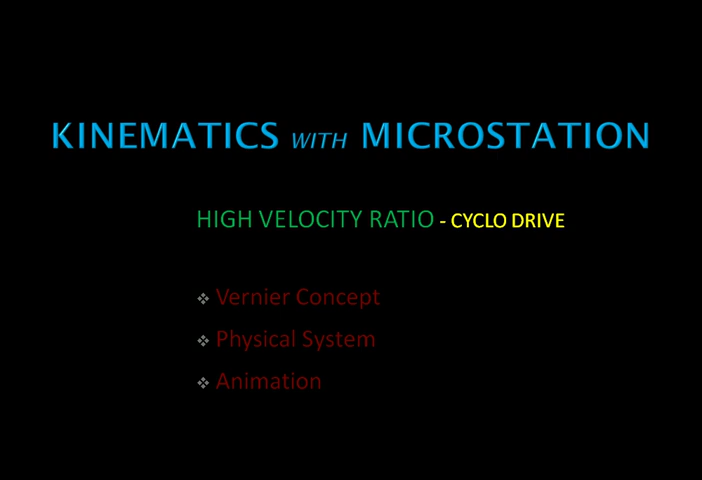 KINEMATICS WITH MICROSTATION
HIGH VELOCITY RATIO - CYCLO DRIVE
❖ Vernier Concept
❖ Physical System
❖ Animation